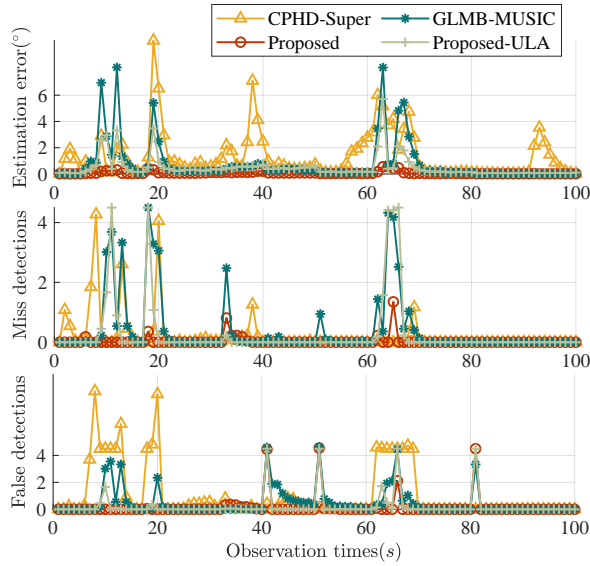 CPHD-Super GLMB-MUSIC
Proposed Proposed-ULA
Estimation error(°)
6
4
2
0
0 20 40 60 80 100
Miss detections
4
2
0
0 20 40 60 80 100
False detections
4
2
0
0 20 40 60 80 100
Observation times(s)